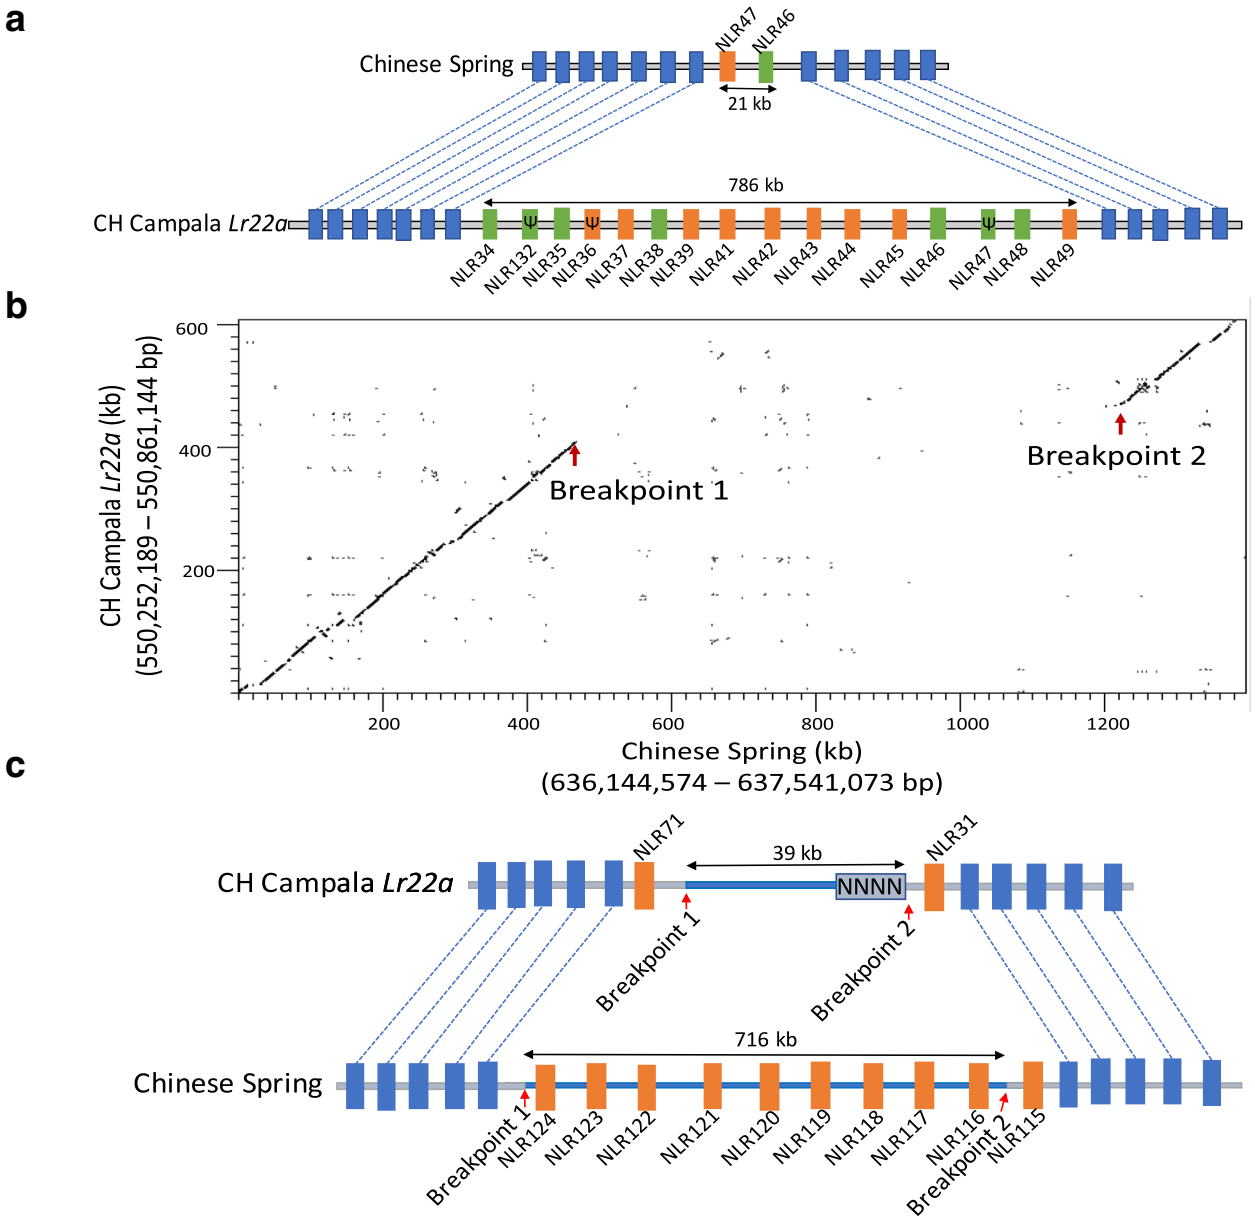 a
NLR47
NLR46
Chinese Spring
21 kb
786 kb
CH Campala Lr22a
Ψ
Ψ
Ψ
NLR34
NLR132
NLR35
NLR36
NLR37
NLR38
NLR39
NLR41
NLR42
NLR43
NLR44
NLR45
NLR46
NLR47
NLR48
NLR49
b
CH Campala Lr22a (kb)
(550,252,189 – 550,861,144 bp)
600
400
200
Breakpoint 1
Breakpoint 2
200
400
600
800
1000
1200
Chinese Spring (kb)
(636,144,574 – 637,541,073 bp)
c
NLR71
39 kb
NLR31
CH Campala Lr22a
NNNN
Breakpoint 1
Breakpoint 2
716 kb
Chinese Spring
Breakpoint 1
NLR124
NLR123
NLR122
NLR121
NLR120
NLR119
NLR118
NLR117
NLR116
Breakpoint 2
NLR115